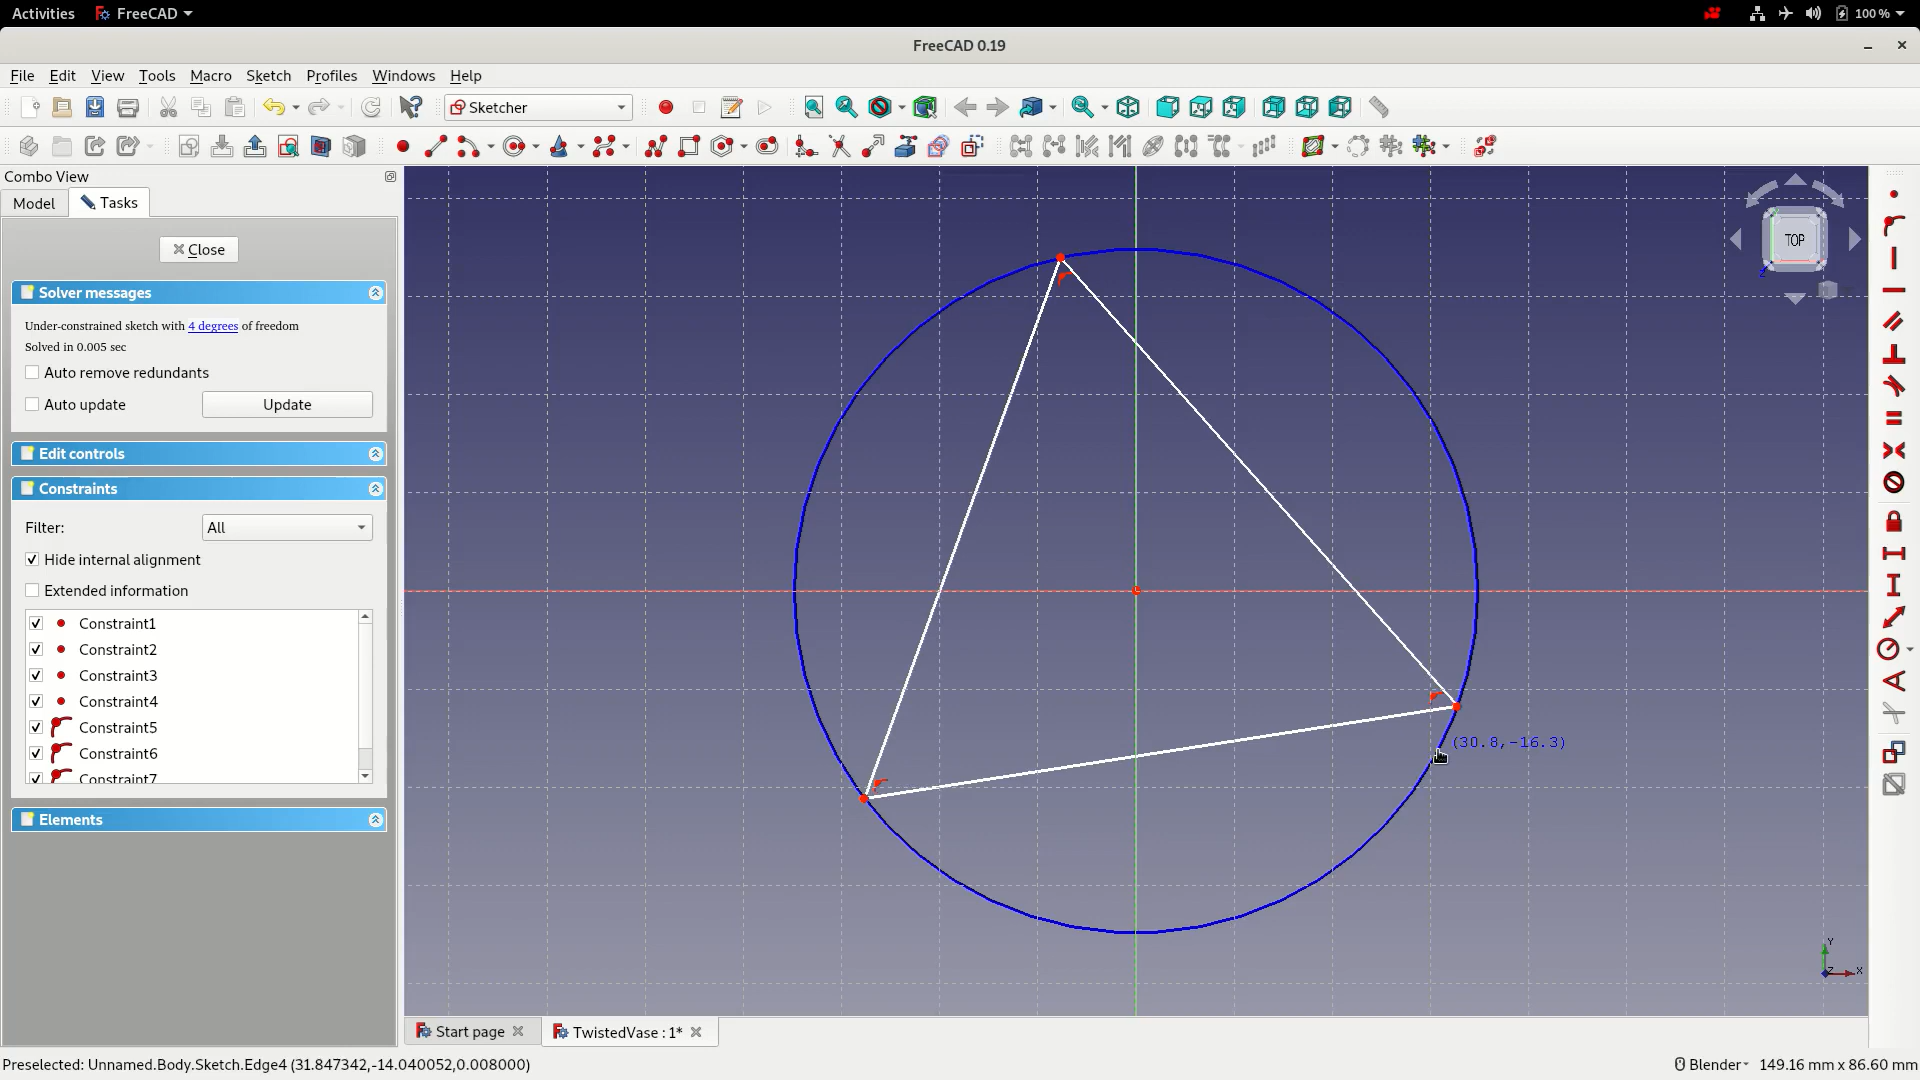 Activities FreeCAD 100 %
FreeCAD 0.19
File Edit View Tools Macro Sketch Profiles Windows Help
Sketcher
Combo View
Model Tasks
Close
TOP
Solver messages
Under-constrained sketch with 4 degrees of freedom
Solved in 0.005 sec
Auto remove redundants
Auto update Update
Edit controls
Constraints
Filter: All
Hide internal alignment
Extended information
Constraint1
Constraint2
Constraint3
Constraint4
Constraint5
Constraint6
Constraint7
(30.8,-16.3)
Elements
Y
Z X
Start page TwistedVase : 1*
Preselected: Unnamed.Body.Sketch.Edge4 (31.847342,-14.040052,0.008000) Blender 149.16 mm x 86.60 mm